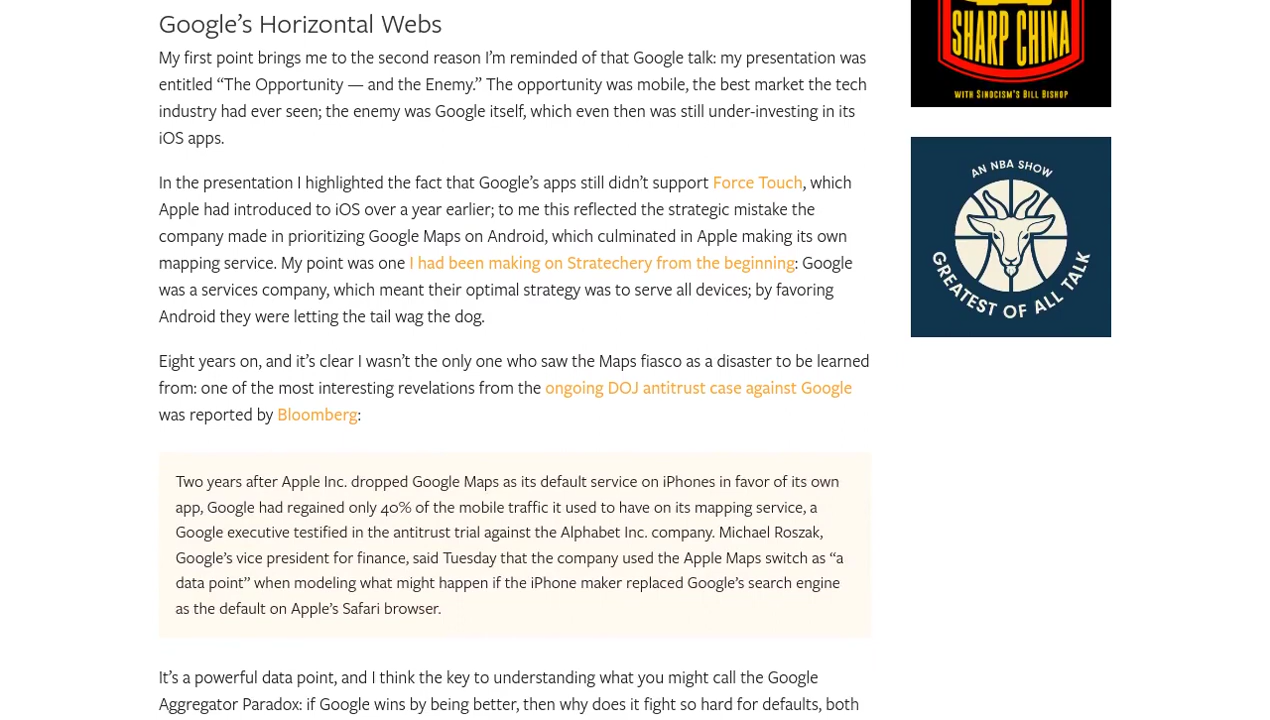 Google’s Horizontal Webs
My first point brings me to the second reason I’m reminded of that Google talk: my presentation was
entitled “The Opportunity — and the Enemy.” The opportunity was mobile, the best market the tech
industry had ever seen; the enemy was Google itself, which even then was still under-investing in its
iOS apps.
In the presentation I highlighted the fact that Google’s apps still didn’t support Force Touch, which
Apple had introduced to iOS over a year earlier; to me this reflected the strategic mistake the
company made in prioritizing Google Maps on Android, which culminated in Apple making its own
mapping service. My point was one I had been making on Stratechery from the beginning: Google
was a services company, which meant their optimal strategy was to serve all devices; by favoring
Android they were letting the tail wag the dog.
Eight years on, and it’s clear I wasn’t the only one who saw the Maps fiasco as a disaster to be learned
from: one of the most interesting revelations from the ongoing DOJ antitrust case against Google
was reported by Bloomberg:
Two years after Apple Inc. dropped Google Maps as its default service on iPhones in favor of its own
app, Google had regained only 40% of the mobile traffic it used to have on its mapping service, a
Google executive testified in the antitrust trial against the Alphabet Inc. company. Michael Roszak,
Google’s vice president for finance, said Tuesday that the company used the Apple Maps switch as “a
data point” when modeling what might happen if the iPhone maker replaced Google’s search engine
as the default on Apple’s Safari browser.
It’s a powerful data point, and I think the key to understanding what you might call the Google
Aggregator Paradox: if Google wins by being better, then why does it fight so hard for defaults, both
SHARP CHINA
WITH SINOCISM’S BILL BISHOP
AN NBA SHOW
GREATEST OF ALL TALK